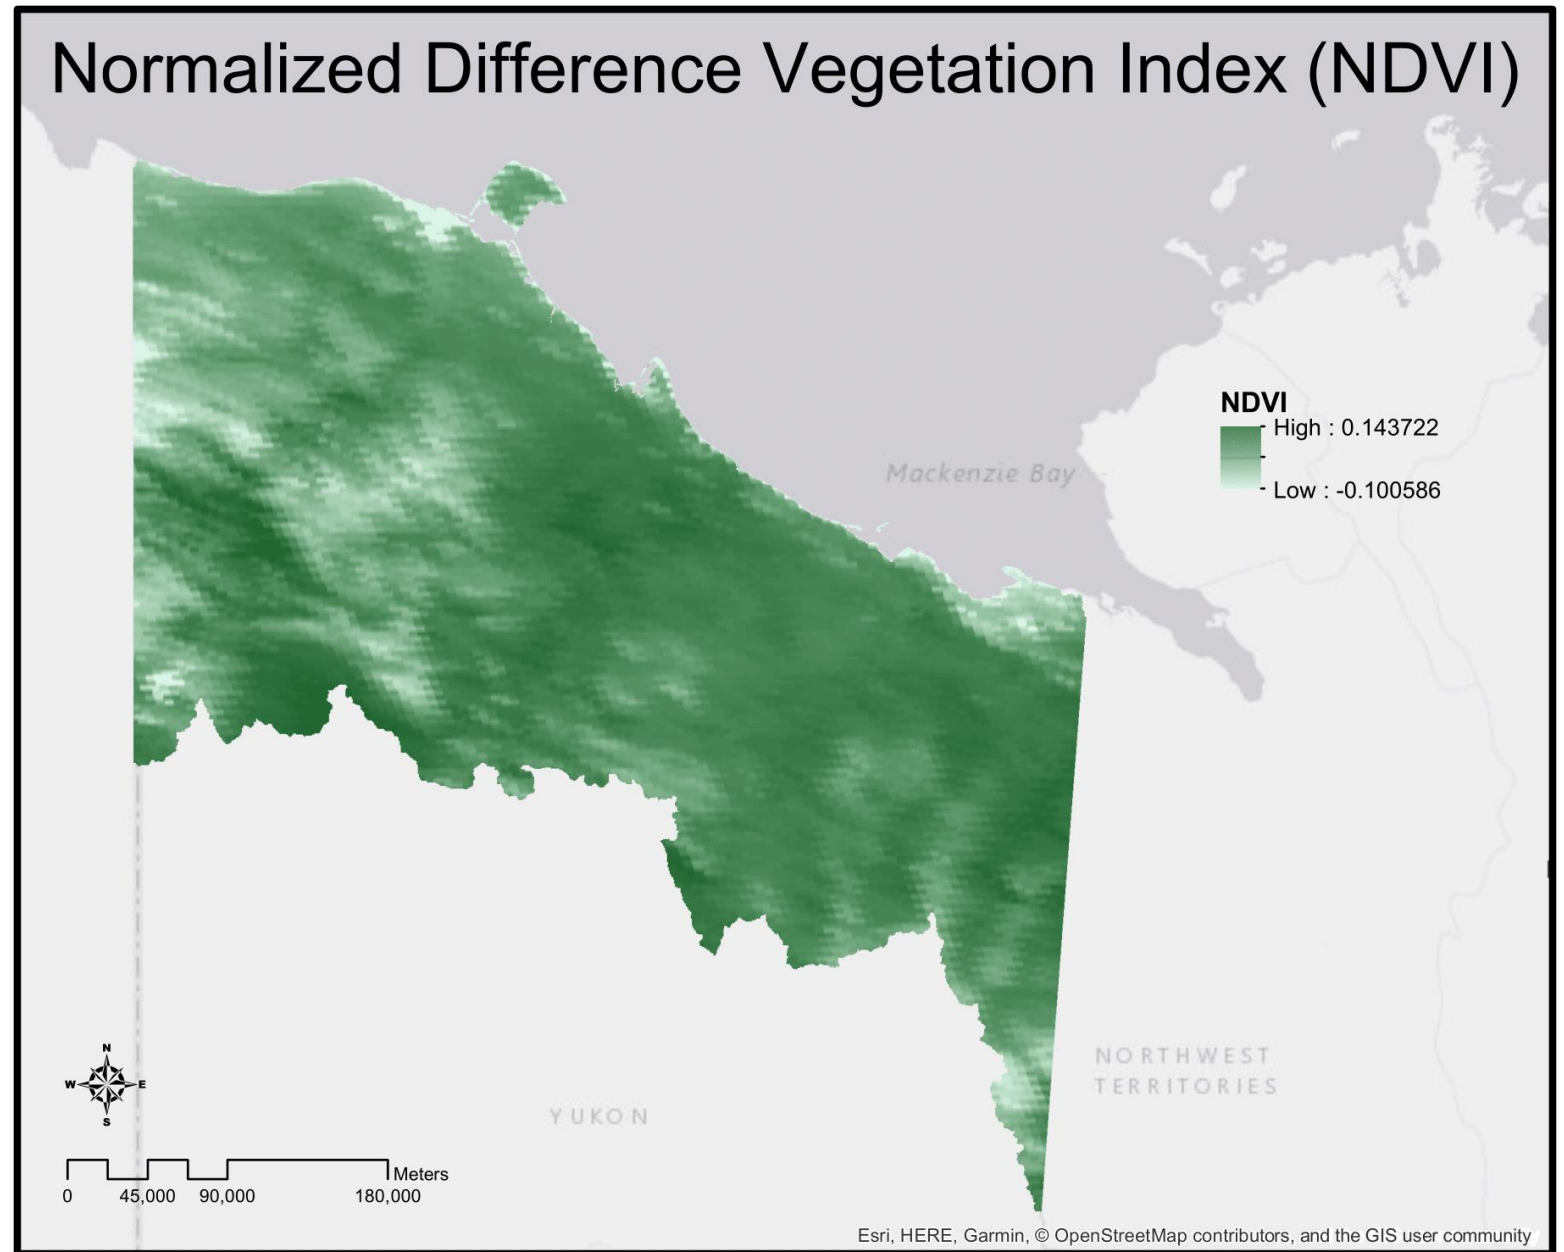 Normalized Difference Vegetation Index (NDVI)
NDVI
High : 0.143722
Mackenzie Bay
Low : -0.100586
N
W E
S
NORTHWEST
TERRITORIES
YUKON
Meters
0 45,000 90,000 180,000
Esri, HERE, Garmin, © OpenStreetMap contributors, and the GIS user community